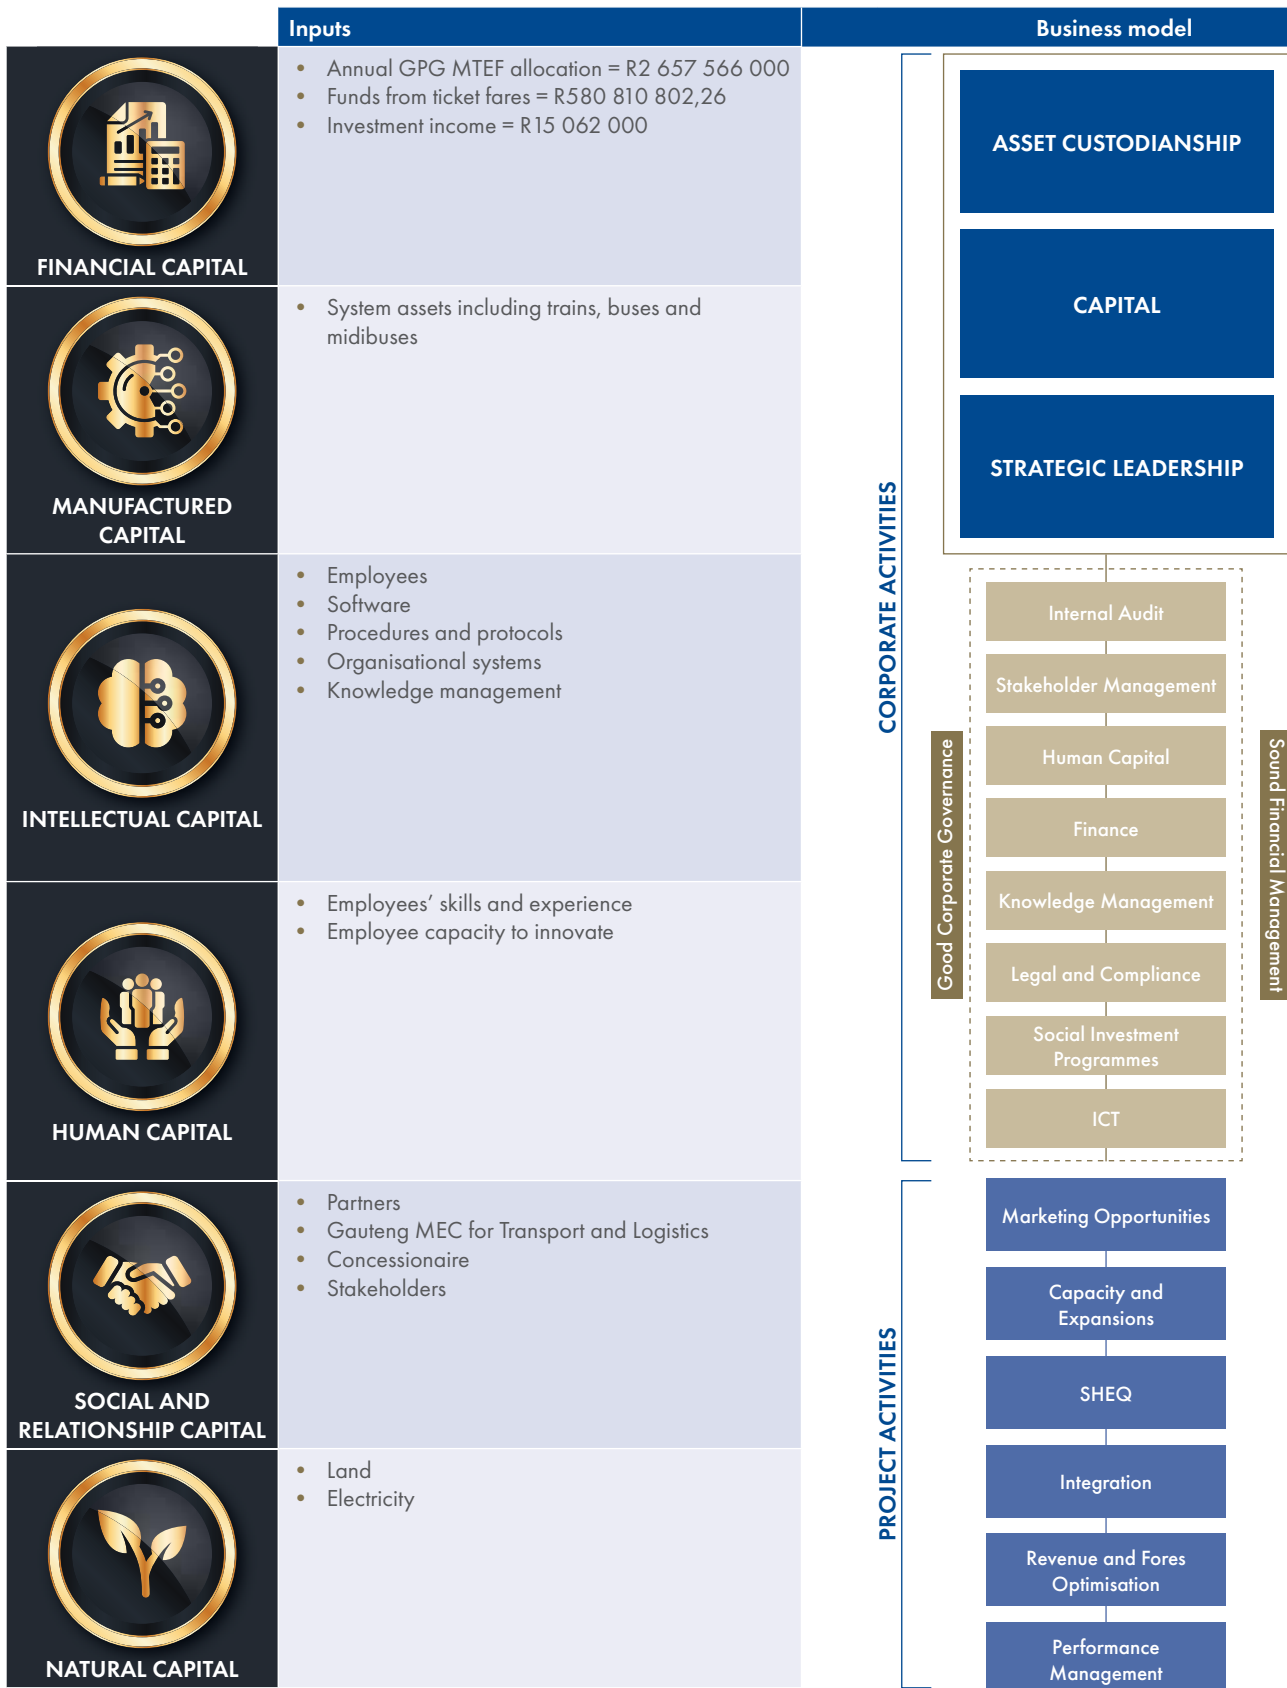 Inputs
Business model
FINANCIAL CAPITAL
• Annual GPG MTEF allocation = R2 657 566 000
• Funds from ticket fares = R580 810 802,26
• Investment income = R15 062 000
MANUFACTURED
CAPITAL
• System assets including trains, buses and
midibuses
INTELLECTUAL CAPITAL
• Employees
• Software
• Procedures and protocols
• Organisational systems
• Knowledge management
HUMAN CAPITAL
• Employees’ skills and experience
• Employee capacity to innovate
SOCIAL AND
RELATIONSHIP CAPITAL
• Partners
• Gauteng MEC for Transport and Logistics
• Concessionaire
• Stakeholders
NATURAL CAPITAL
• Land
• Electricity
CORPORATE ACTIVITIES
ASSET CUSTODIANSHIP
CAPITAL
STRATEGIC LEADERSHIP
Good Corporate Governance
Internal Audit
Stakeholder Management
Human Capital
Finance
Knowledge Management
Legal and Compliance
Social Investment
Programmes
ICT
Sound Financial Management
PROJECT ACTIVITIES
Marketing Opportunities
Capacity and
Expansions
SHEQ
Integration
Revenue and Fores
Optimisation
Performance
Management